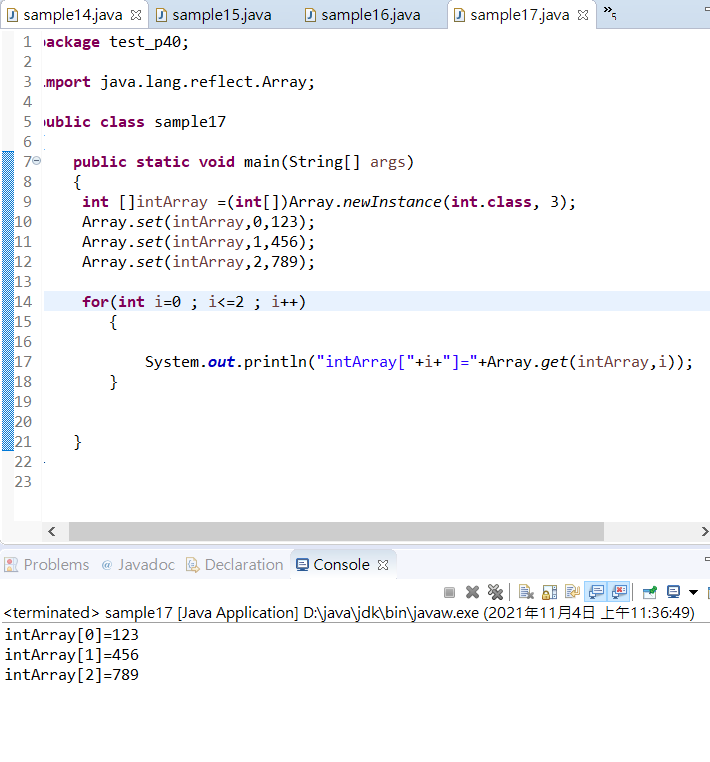 sample14.java sample15.java sample16.java sample17.java »5
1 package test_p40;
2
3 import java.lang.reflect.Array;
4
5 public class sample17
6 {
7 public static void main(String[] args)
8 {
9 int []intArray =(int[])Array.newInstance(int.class, 3);
10 Array.set(intArray,0,123);
11 Array.set(intArray,1,456);
12 Array.set(intArray,2,789);
13
14 for(int i=0 ; i<=2 ; i++)
15 {
16
17 System.out.println("intArray["+i+"]="+Array.get(intArray,i));
18 }
19
20
21 }
22
23
Problems @ Javadoc Declaration Console
<terminated> sample17 [Java Application] D:\java\jdk\bin\javaw.exe (2021年11月4日 上午11:36:49)
intArray[0]=123
intArray[1]=456
intArray[2]=789